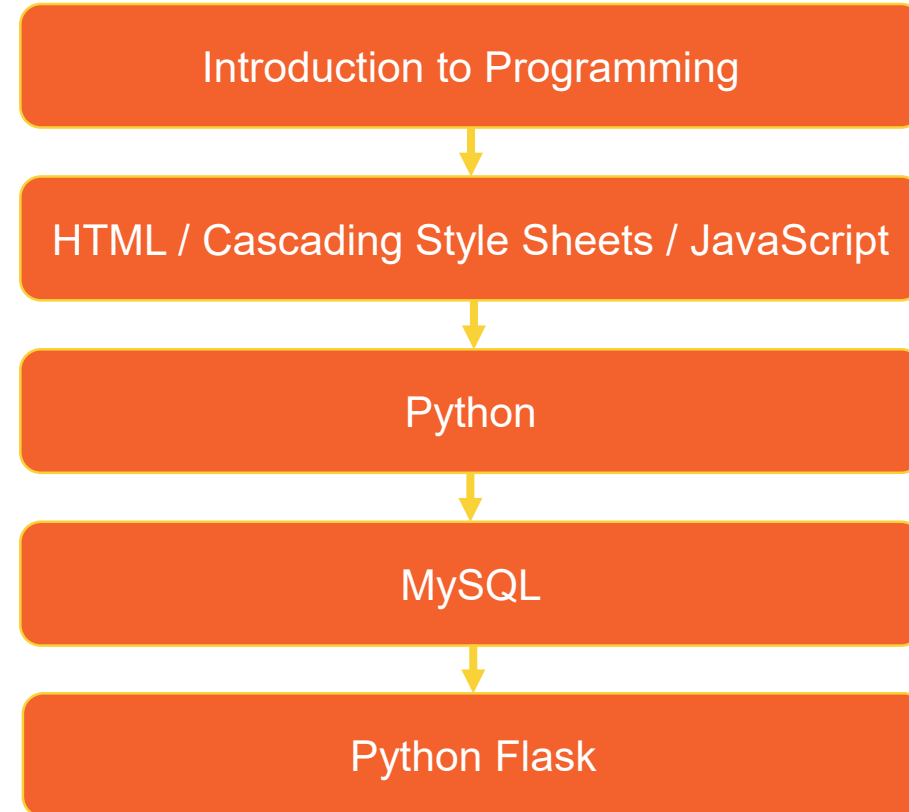 Introduction to Programming
HTML / Cascading Style Sheets / JavaScript
Python
MySQL
Python Flask